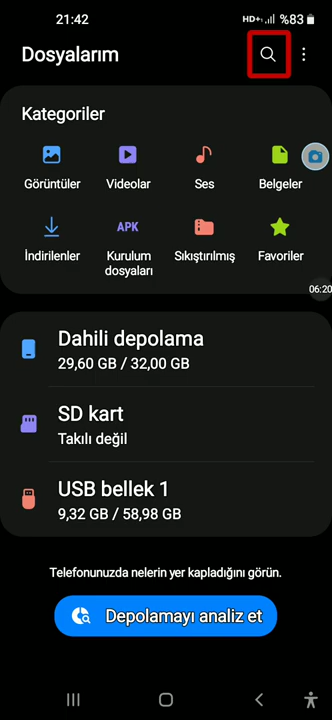 21:42
HD+ %83
Dosyalarım
Kategoriler
Görüntüler
Videolar
Ses
Belgeler
APK
İndirilenler
Kurulum
dosyaları
Sıkıştırılmış
Favoriler
06:20
Dahili depolama
29,60 GB / 32,00 GB
SD kart
Takılı değil
USB bellek 1
9,32 GB / 58,98 GB
Telefonunuzda nelerin yer kapladığını görün.
Depolamayı analiz et